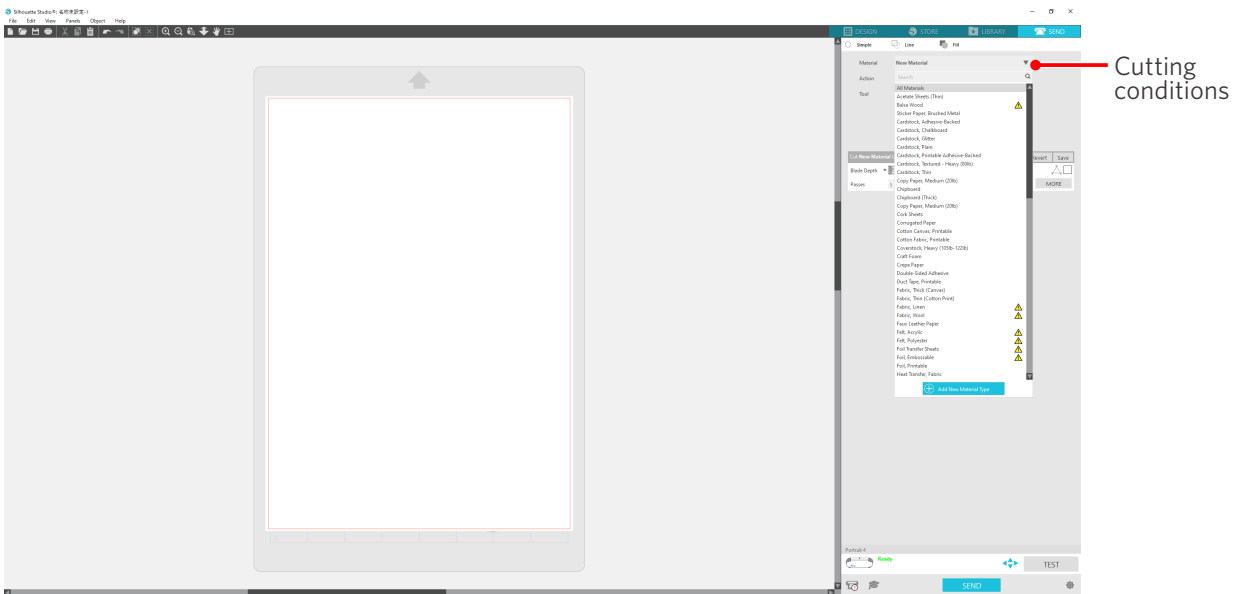 Silhouette Studio®: 名称未設定-1
File Edit View Panels Object Help
DESIGN STORE LIBRARY SEND
Simple Line Fill
Material New Material
Action Search
All Materials
Tool
Acetate Sheets (Thin)
Balsa Wood
Sticker Paper, Brushed Metal
Cardstock, Adhesive-Backed
Cardstock, Chalkboard
Cardstock, Glitter
Cardstock, Plain
Cut New Material
Cardstock, Printable Adhesive-Backed
Revert Save
Cardstock, Textured - Heavy (80lb)
Blade Depth
Cardstock, Thin
Copy Paper, Medium (20lb)
Passes 1 MORE
Chipboard
Chipboard (Thick)
Copy Paper, Medium (20lb)
Cork Sheets
Corrugated Paper
Cotton Canvas, Printable
Cotton Fabric, Printable
Coverstock, Heavy (105lb-122lb)
Craft Foam
Crepe Paper
Double-Sided Adhesive
Duct Tape, Printable
Fabric, Thick (Canvas)
Fabric, Thin (Cotton Print)
Fabric, Linen
Fabric, Wool
Faux Leather Paper
Felt, Acrylic
Felt, Polyester
Foil Transfer Sheets
Foil, Embossable
Foil, Printable
Heat Transfer, Fabric
Add New Material Type
Portrait 4
Ready
TEST
SEND
Cutting
conditions